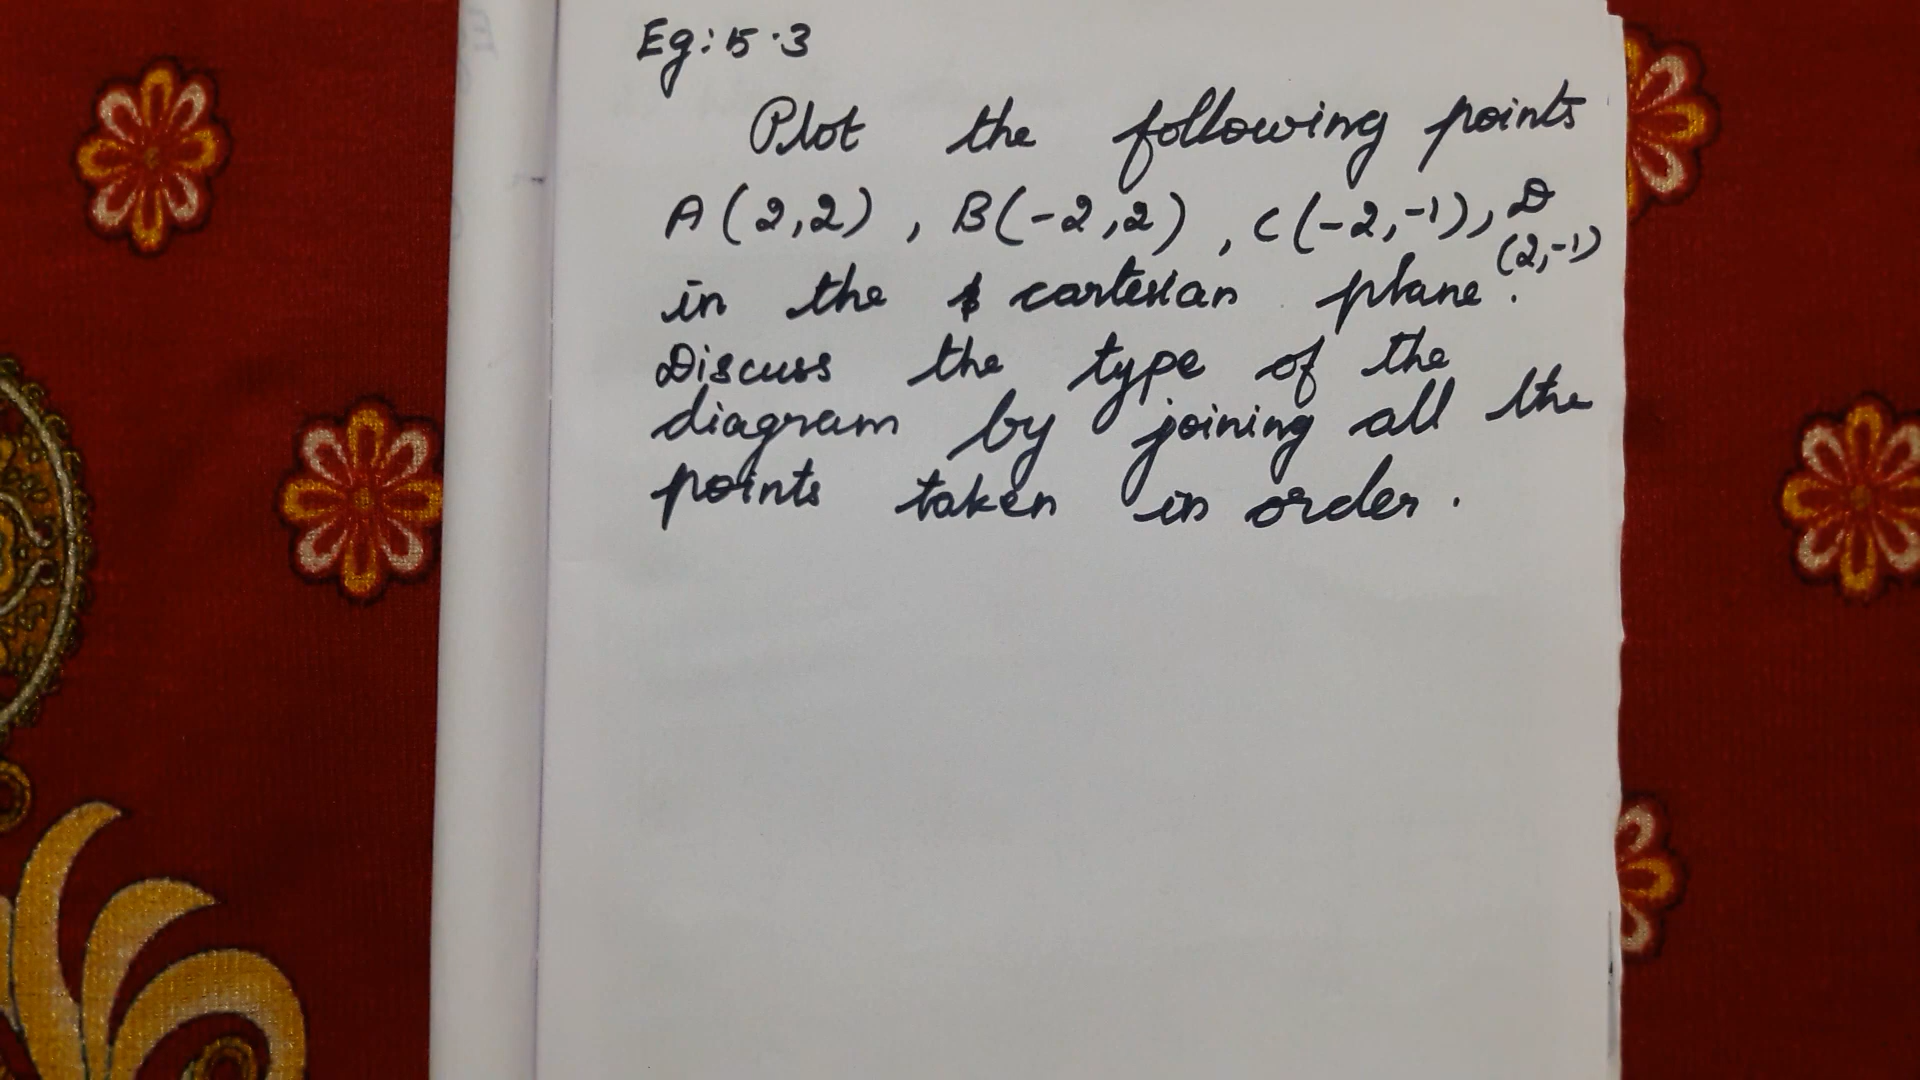 Eg: 5.3
Plot the following points
A(2,2), B(-2,2), C(-2,-1), D
(2,-1)
in the cartesian plane.
Discuss the type of the
diagram by joining all the
points taken in order.